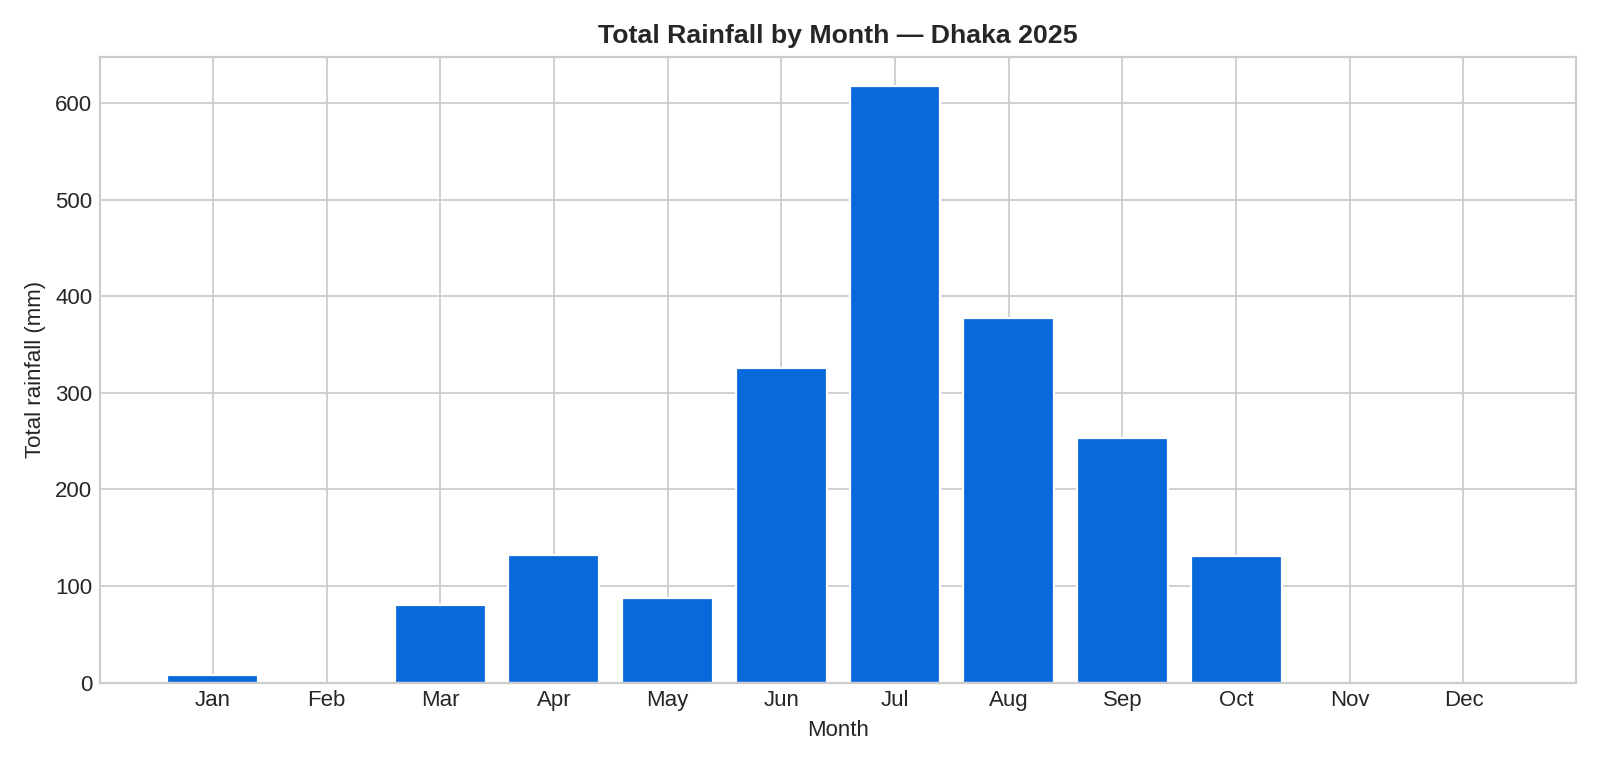 Total Rainfall by Month — Dhaka 2025
Total rainfall (mm)
600
500
400
300
200
100
0
Jan Feb Mar Apr May Jun Jul Aug Sep Oct Nov Dec
Month